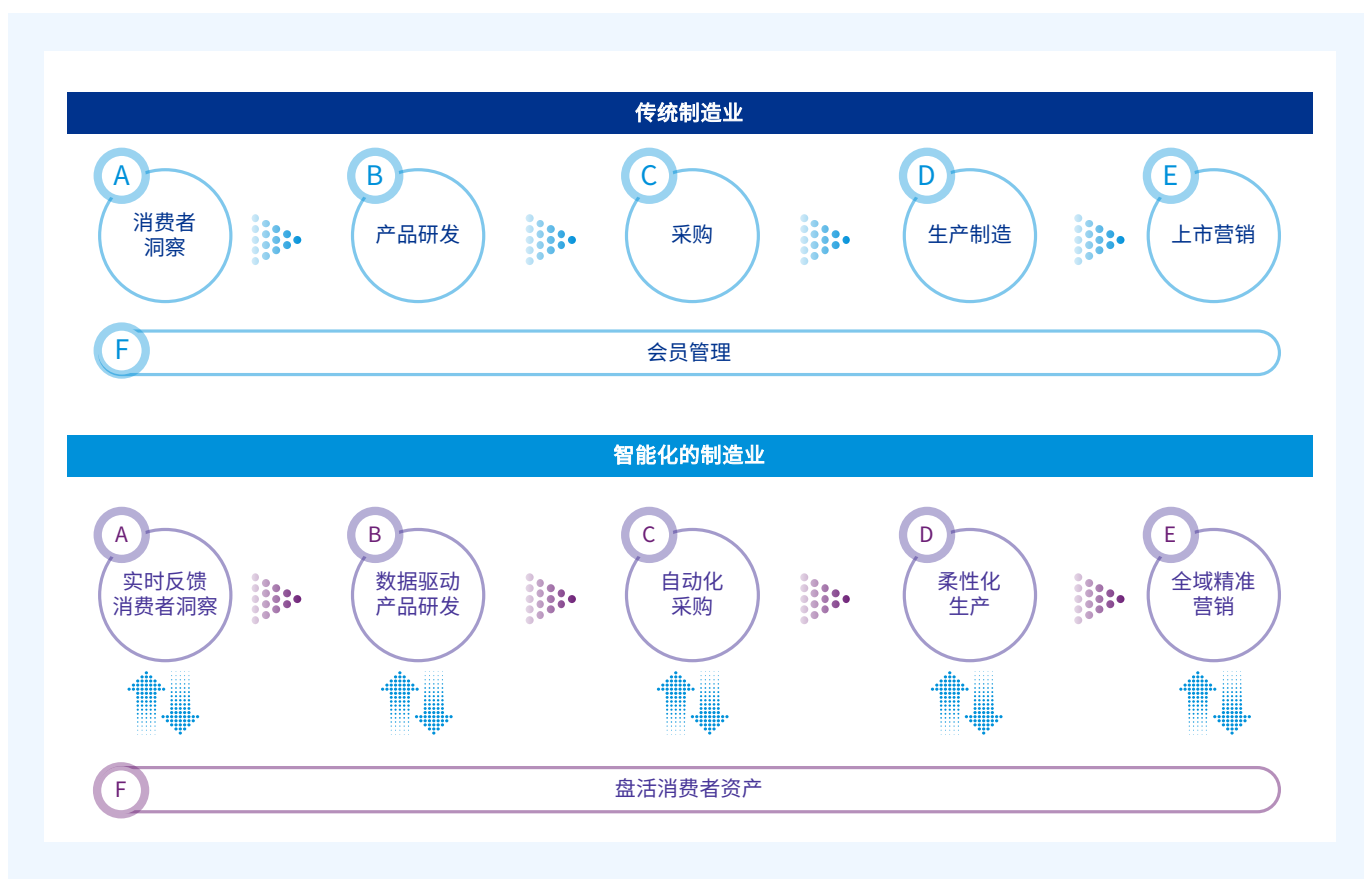 传统制造业
A
消费者
洞察
B
产品研发
C
采购
D
生产制造
E
上市营销
F
会员管理
智能化的制造业
A
实时反馈
消费者洞察
B
数据驱动
产品研发
C
自动化
采购
D
柔性化
生产
E
全域精准
营销
F
盘活消费者资产